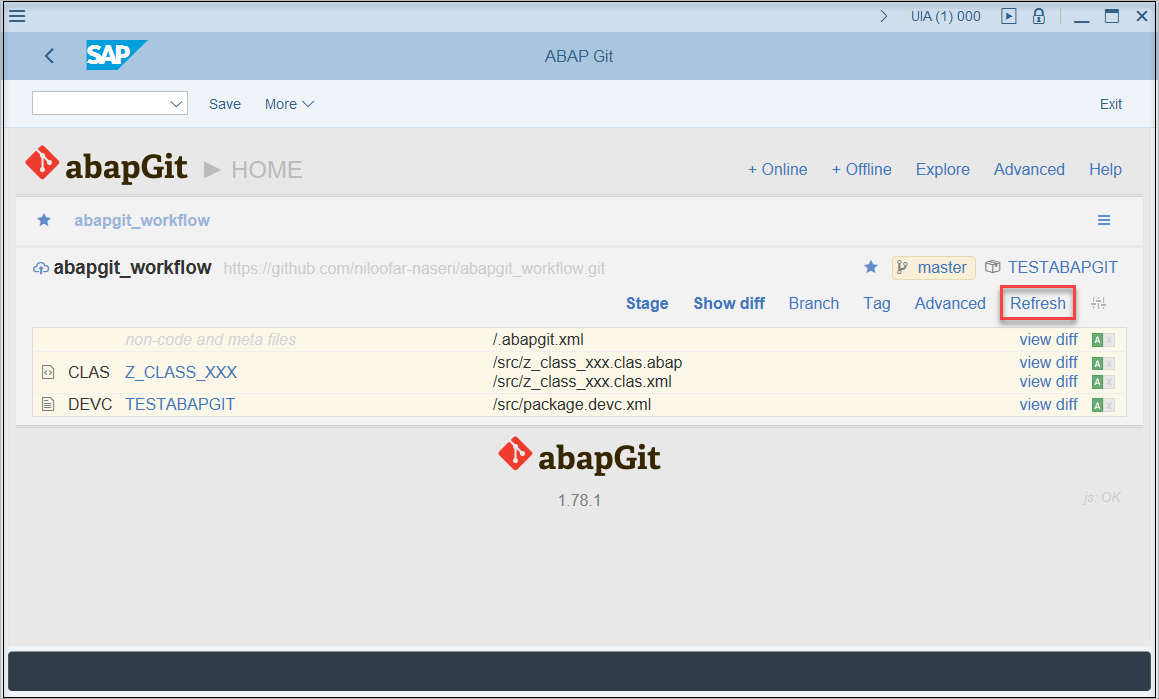 UIA (1) 000
SAP
ABAP Git
Save More Exit
abapGit ▶ HOME + Online + Offline Explore Advanced Help
abapgit_workflow
abapgit_workflow https://github.com/niloofar-naseri/abapgit_workflow.git master TESTABAPGIT
Stage Show diff Branch Tag Advanced Refresh
non-code and meta files /.abapgit.xml view diff A X
CLAS Z_CLASS_XXX /src/z_class_xxx.clas.abap view diff A X
/src/z_class_xxx.clas.xml view diff A X
DEVC TESTABAPGIT /src/package.devc.xml view diff A X
abapGit
1.78.1
js: OK